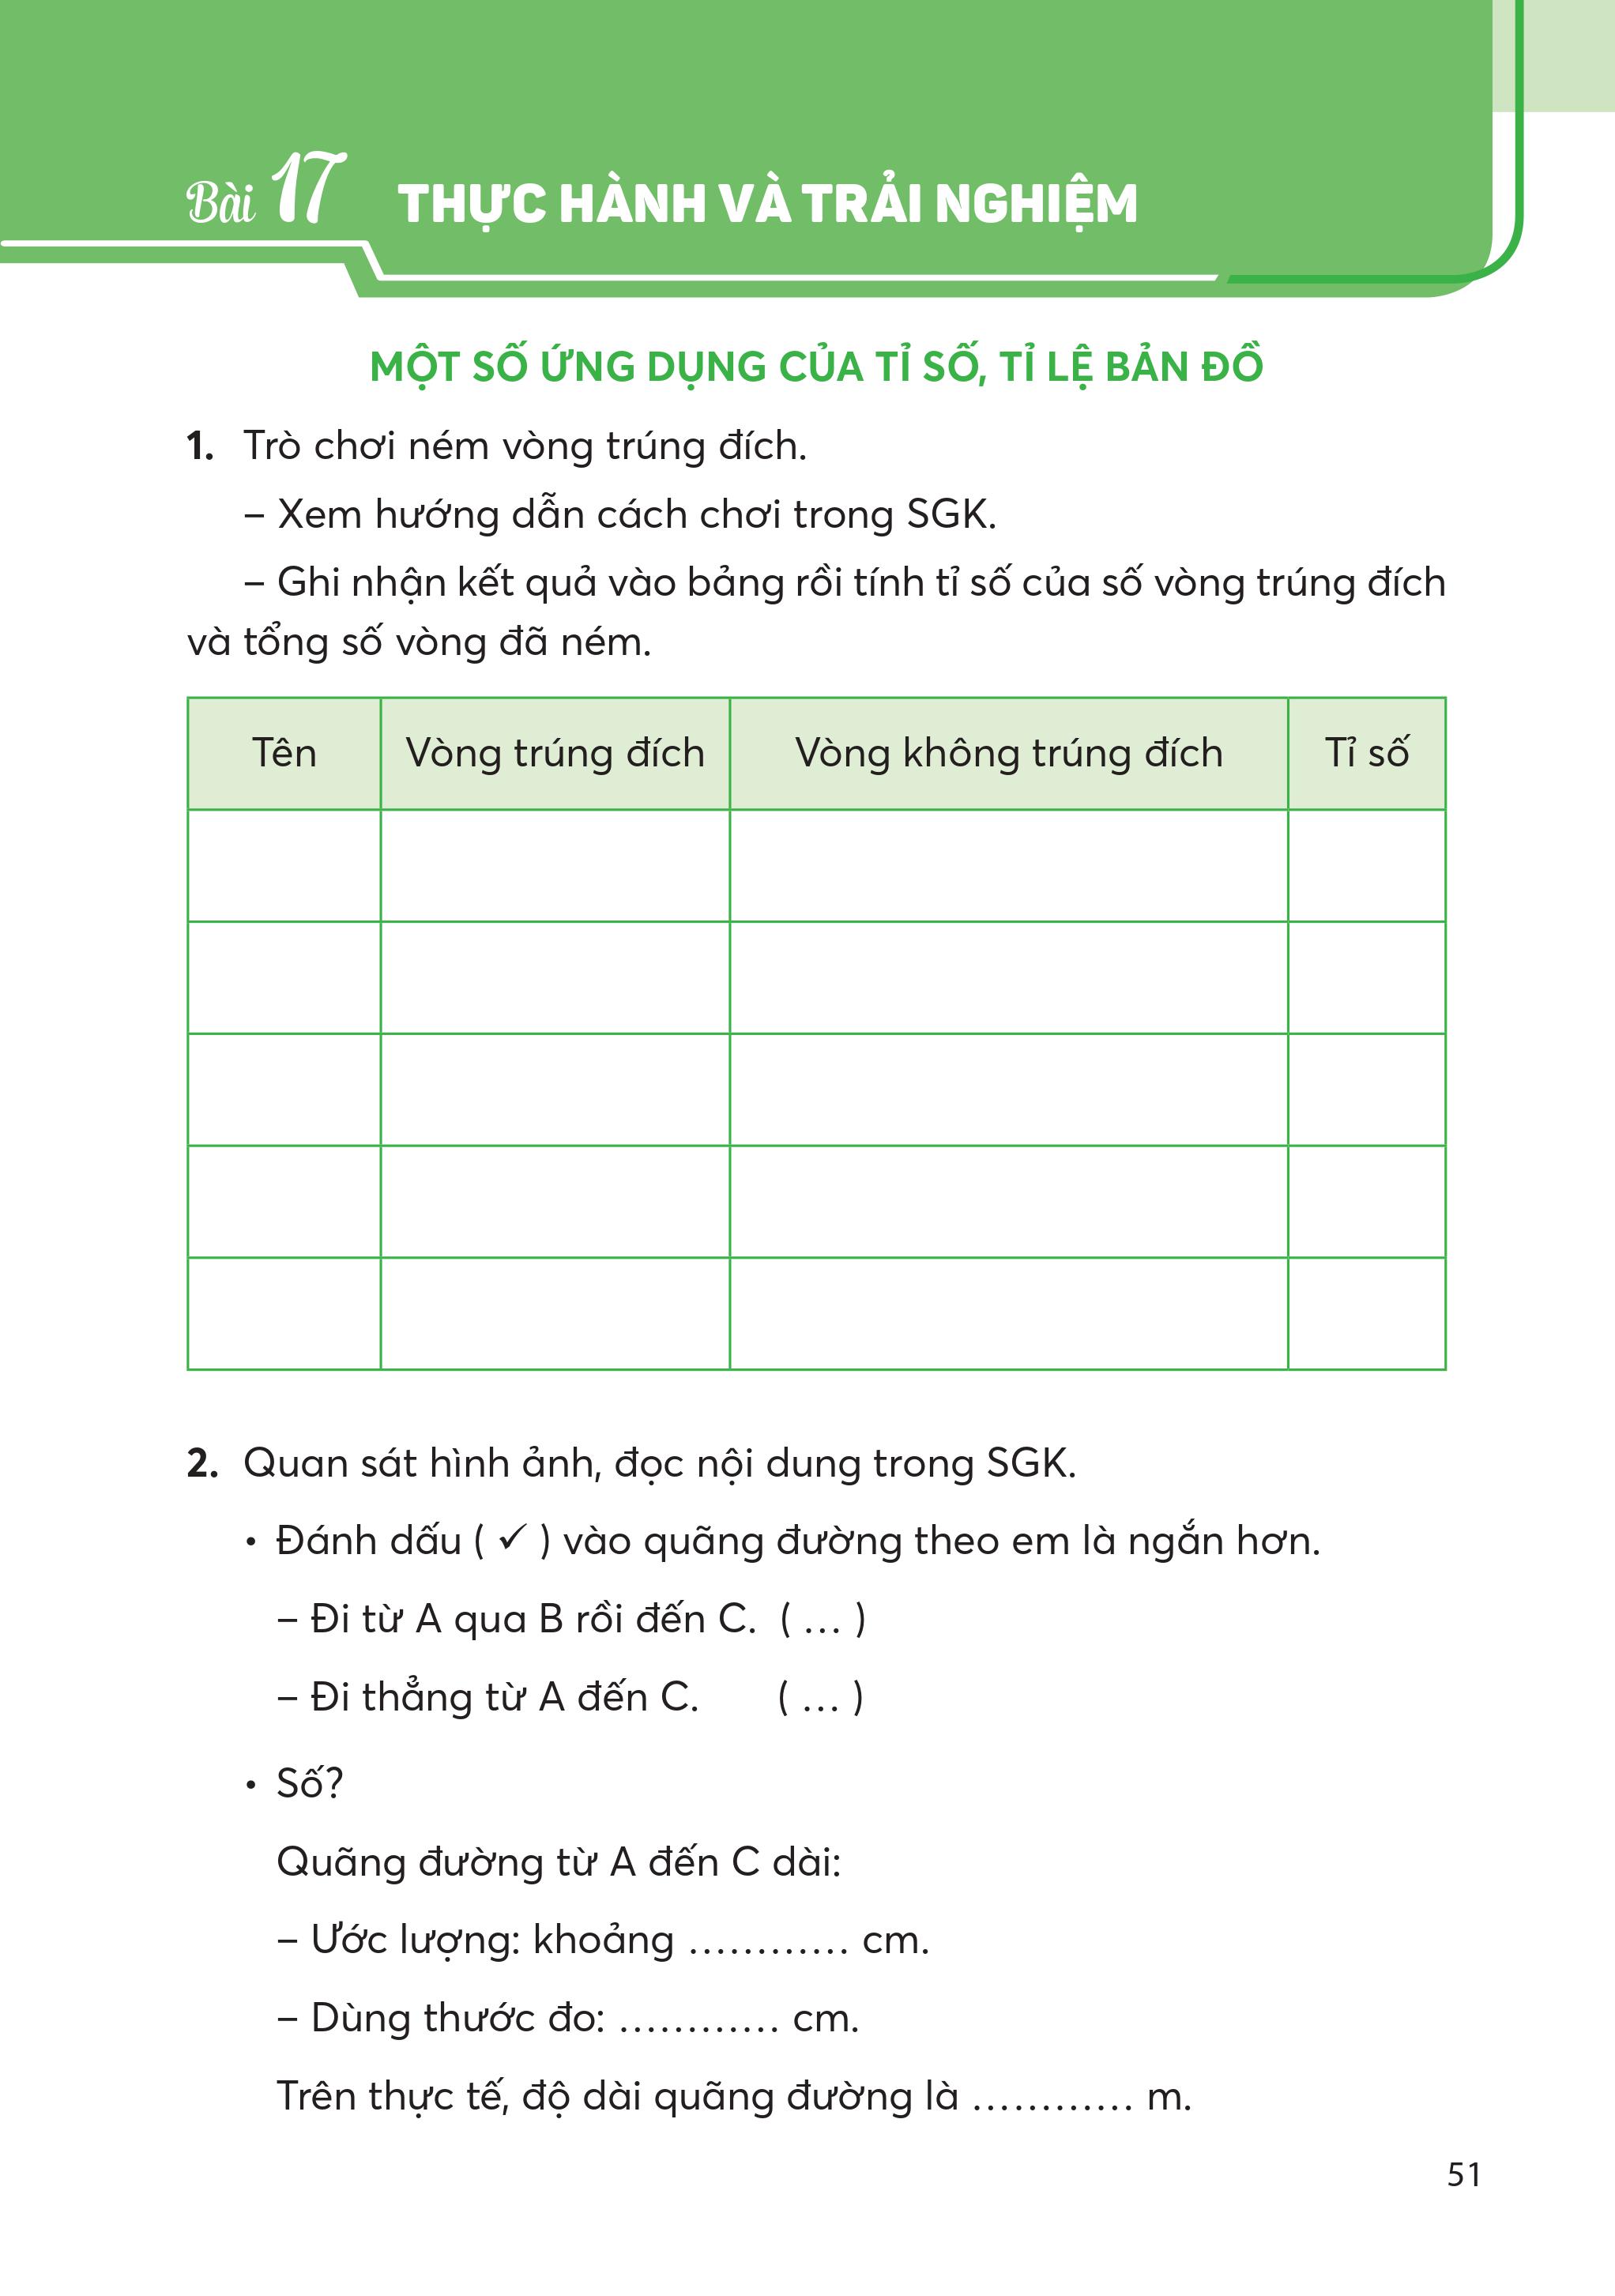 Bài 17 THỰC HÀNH VÀ TRẢI NGHIỆM
MỘT SỐ ỨNG DỤNG CỦA TỈ SỐ, TỈ LỆ BẢN ĐỒ
1. Trò chơi ném vòng trúng đích.
– Xem hướng dẫn cách chơi trong SGK.
– Ghi nhận kết quả vào bảng rồi tính tỉ số của số vòng trúng đích
và tổng số vòng đã ném.
Tên Vòng trúng đích Vòng không trúng đích Tỉ số
2. Quan sát hình ảnh, đọc nội dung trong SGK.
• Đánh dấu ( ✓ ) vào quãng đường theo em là ngắn hơn.
– Đi từ A qua B rồi đến C. ( ... )
– Đi thẳng từ A đến C. ( ... )
• Số?
Quãng đường từ A đến C dài:
– Ước lượng: khoảng ............ cm.
– Dùng thước đo: ............ cm.
Trên thực tế, độ dài quãng đường là ............ m.
51